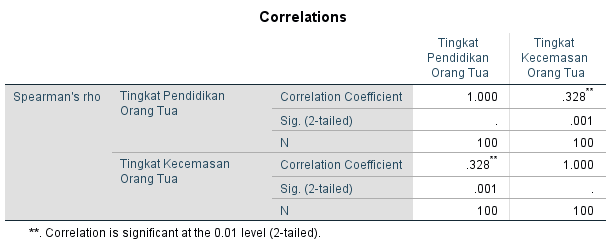 Correlations
Tingkat Pendidikan Orang Tua
Tingkat Kecemasan Orang Tua
Spearman's rho Tingkat Pendidikan Orang Tua Correlation Coefficient 1.000 .328**
Sig. (2-tailed) . .001
N 100 100
Tingkat Kecemasan Orang Tua Correlation Coefficient .328** 1.000
Sig. (2-tailed) .001 .
N 100 100
**. Correlation is significant at the 0.01 level (2-tailed).